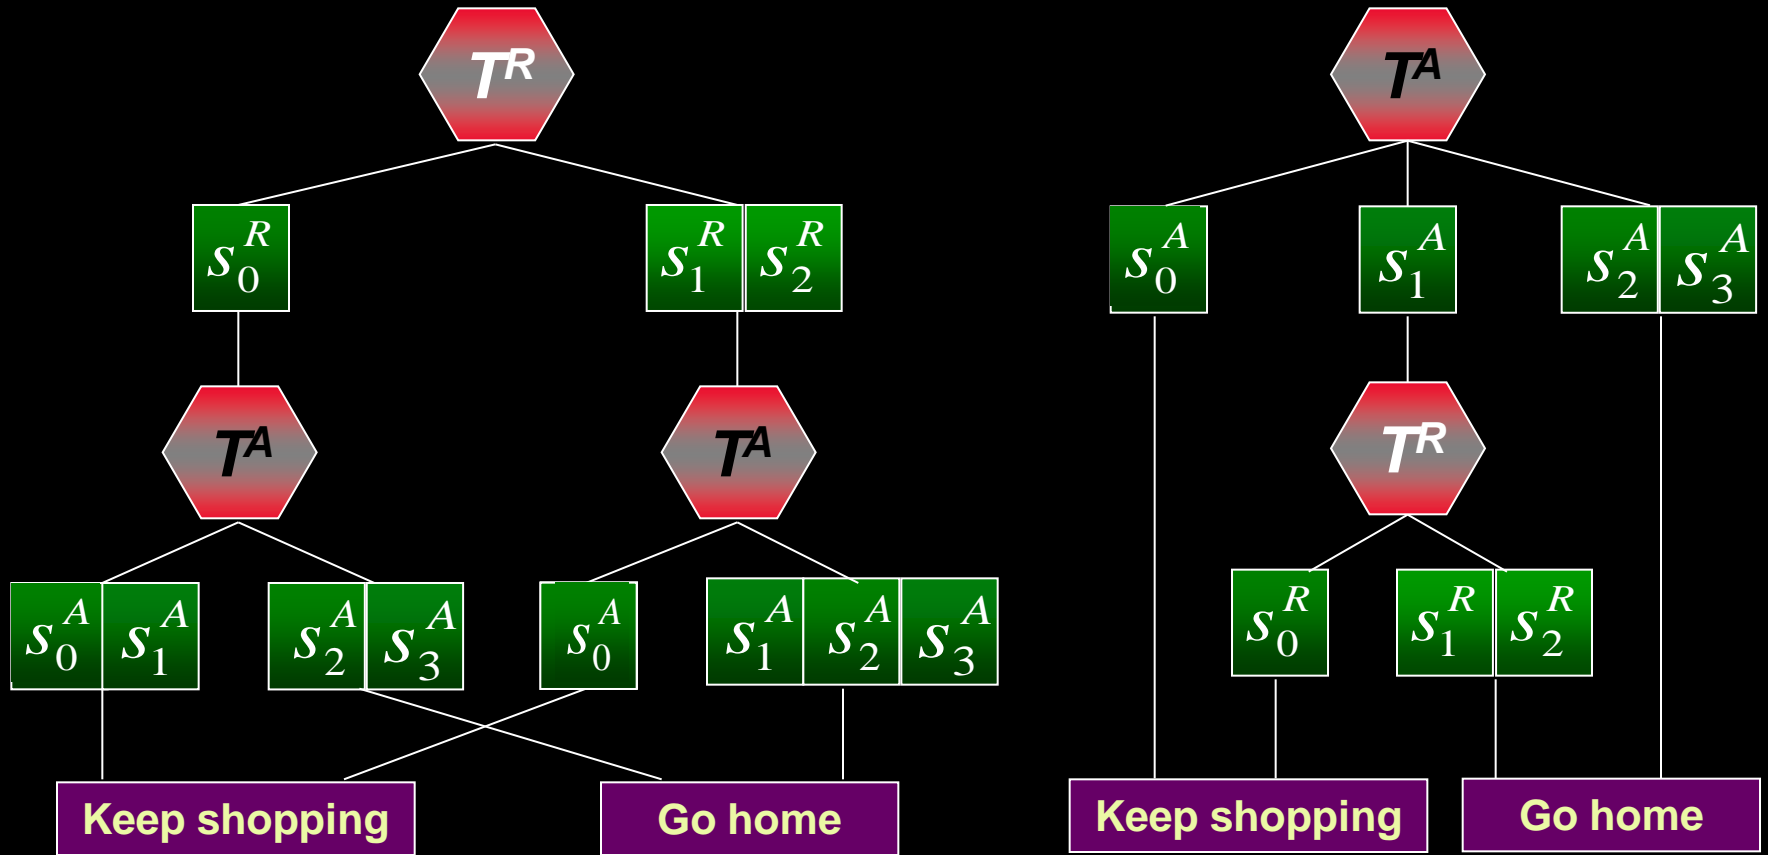 T^R T^A
s_0^R s_1^R s_2^R s_0^A s_1^A s_2^A s_3^A
T^A T^A T^R
s_0^A s_1^A s_2^A s_3^A s_0^A s_1^A s_2^A s_3^A s_0^R s_1^R s_2^R
Keep shopping Go home Keep shopping Go home